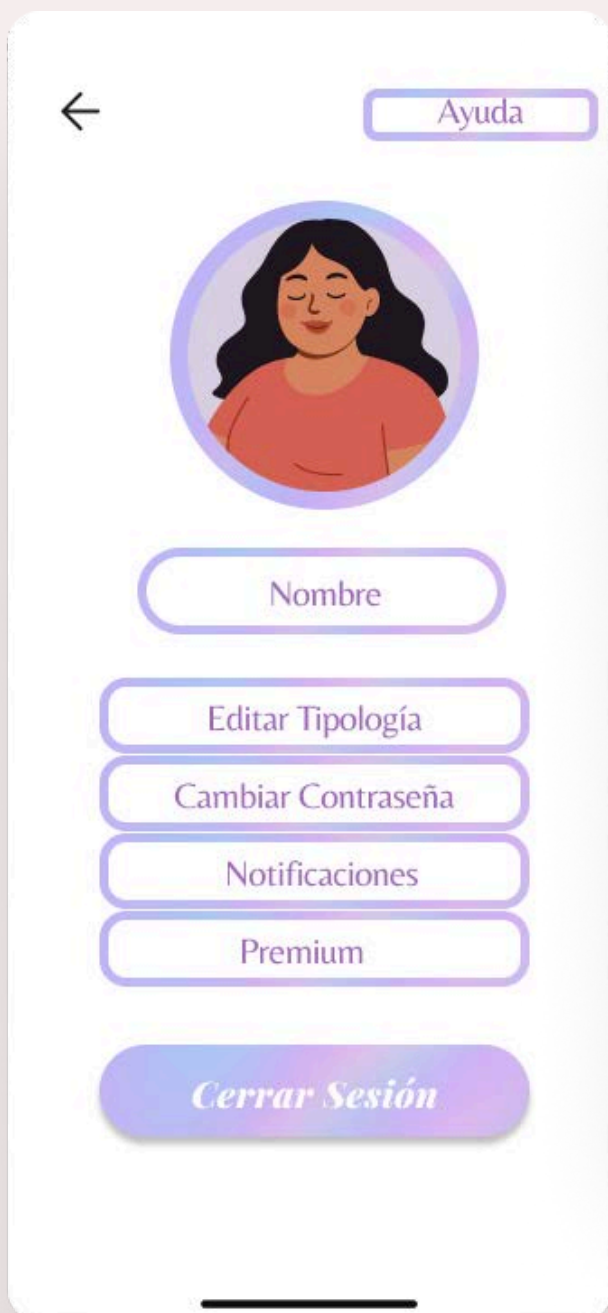 Ayuda
Nombre
Editar Tipología
Cambiar Contraseña
Notificaciones
Premium
Cerrar Sesión